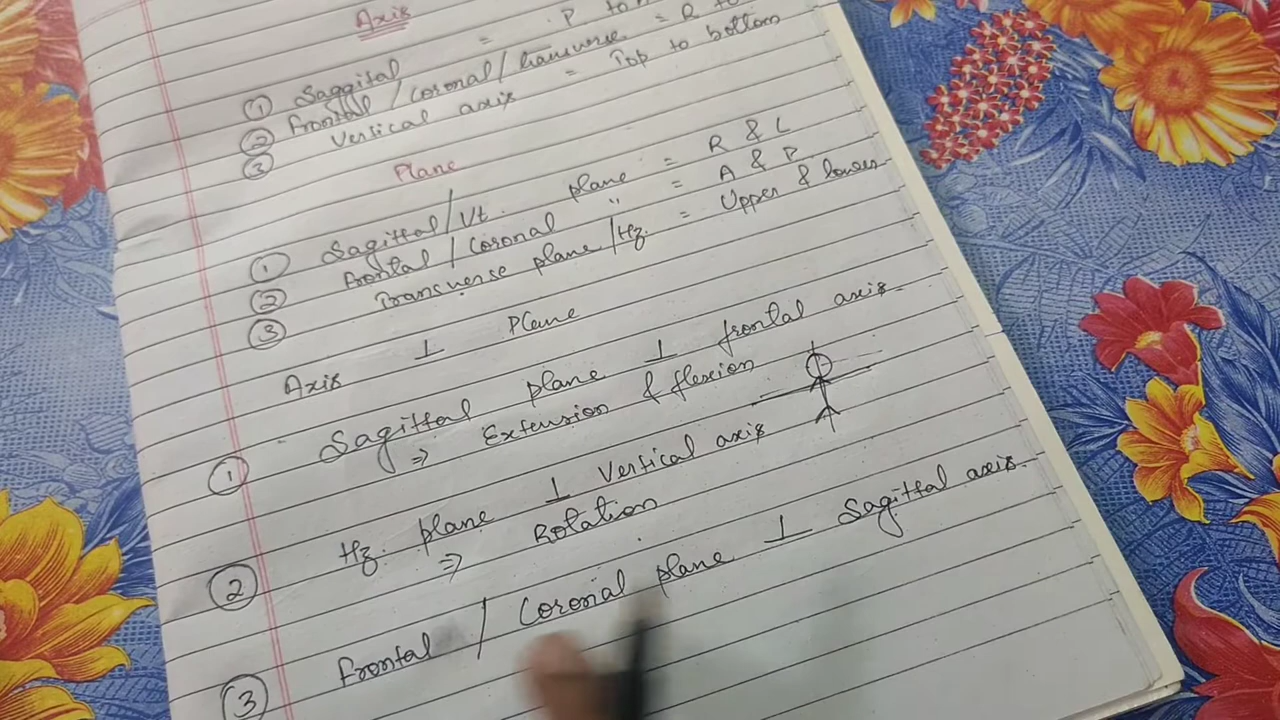 Axis
① Saggital = P to
② Frontal / Coronal / transverse = R to
③ Vertical axis = Top to bottom
Plane
① Sagittal / Vt. plane = R & L
② Frontal / Coronal " = A & P
③ Transverse plane / Hz. = Upper & lower
Axis ⊥ Plane
① Sagittal plane ⊥ frontal axis.
⇒ Extension & flexion
② Hz. plane ⊥ Vertical axis
⇒ Rotation
③ Frontal / Coronal plane ⊥ Sagittal axis.